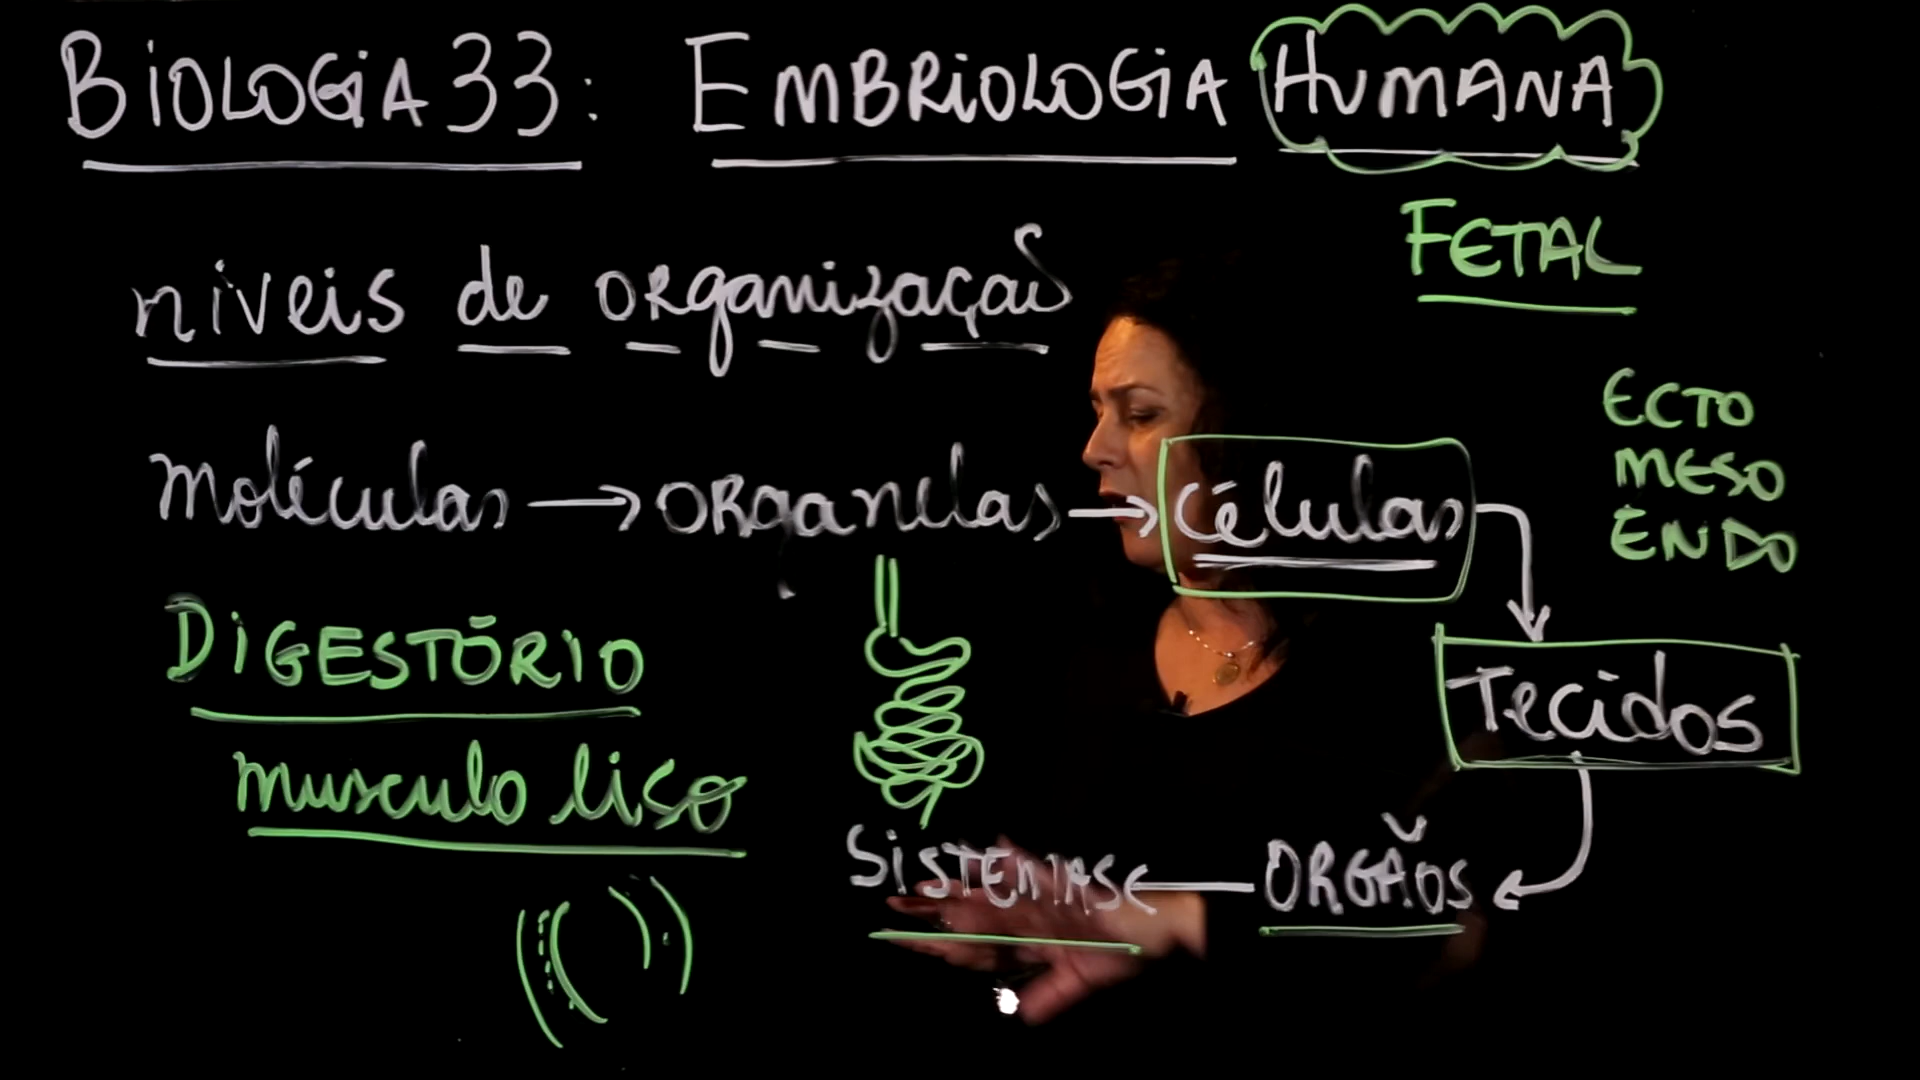 BIOLOGIA 33: EMBRIOLOGIA HUMANA
FETAL
níveis de organização
ECTO
MESO
ENDO
moléculas → organelas → células
Tecidos
DIGESTÓRIO
musculo liso
SISTEMAS ← ORGÃOS